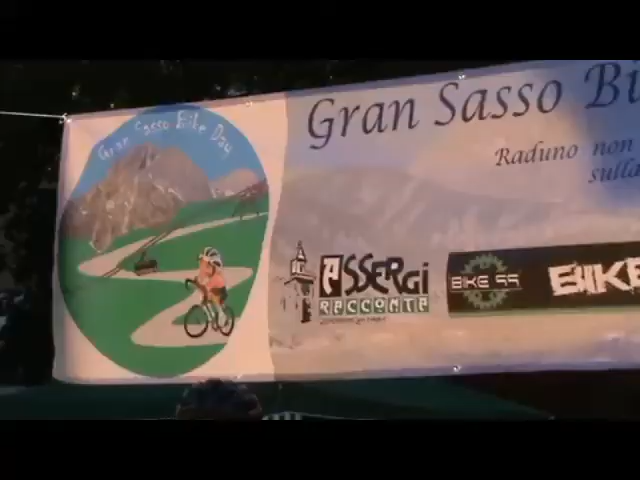 Gran Sasso Bike Day
Gran Sasso Bi
Raduno non
sulla
ASSERGI
RACCONTA
BIKE 99
BIKE